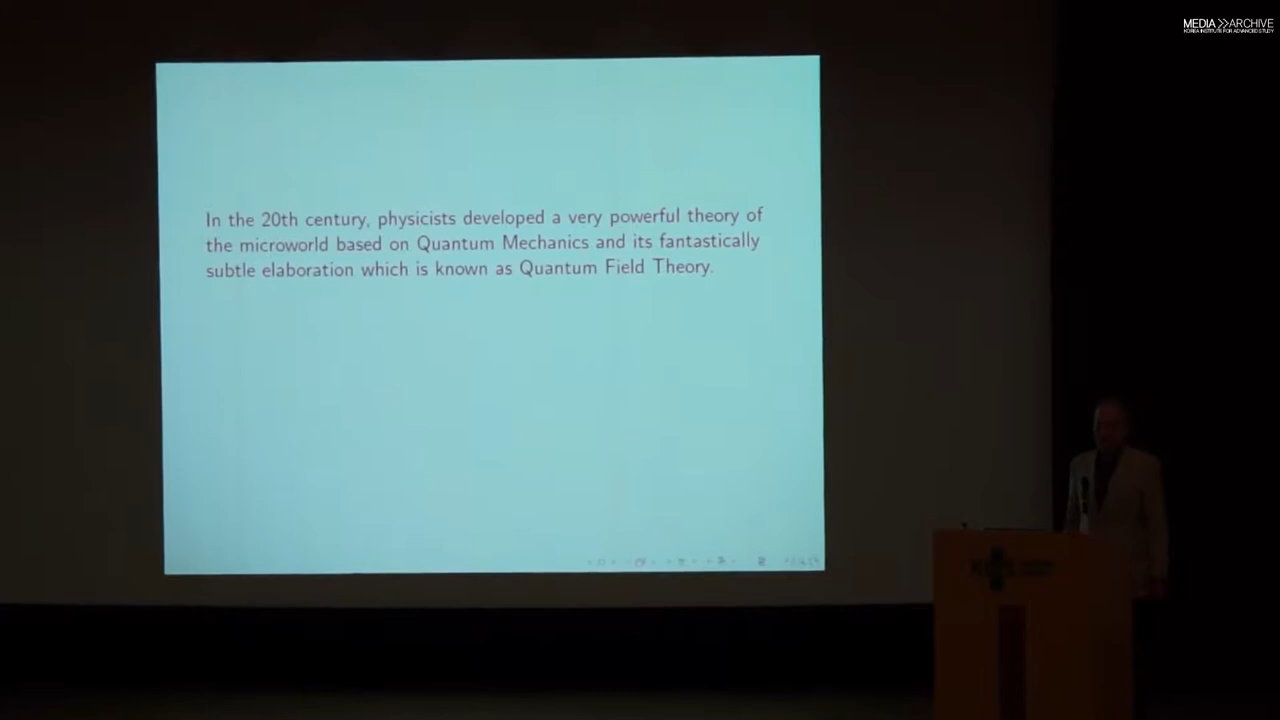 MEDIA >> ARCHIVE
KOREA INSTITUTE FOR ADVANCED STUDY
In the 20th century, physicists developed a very powerful theory of
the microworld based on Quantum Mechanics and its fantastically
subtle elaboration which is known as Quantum Field Theory.